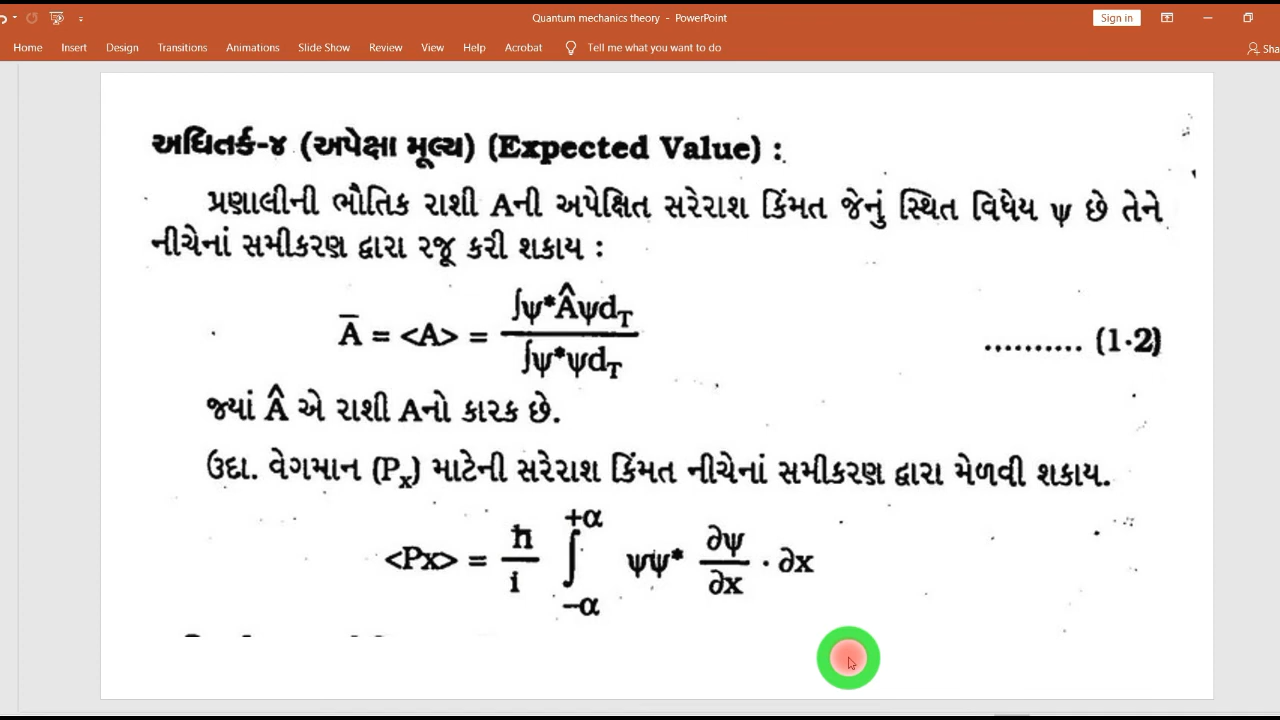 Quantum mechanics theory - PowerPoint
Sign in
Home Insert Design Transitions Animations Slide Show Review View Help Acrobat Tell me what you want to do Sha
અધિતર્ક-૪ (અપેક્ષા મૂલ્ય) (Expected Value) :
પ્રણાલીની ભૌતિક રાશી Aની અપેક્ષિત સરેરાશ કિંમત જેનું સ્થિત વિધેય ψ છે તેને
નીચેનાં સમીકરણ દ્વારા રજૂ કરી શકાય :
Ā = <A> = ∫ψ*Âψd_T / ∫ψ*ψd_T .......... (1·2)
જ્યાં Â એ રાશી Aનો કારક છે.
ઉદા. વેગમાન (Pₓ) માટેની સરેરાશ કિંમત નીચેનાં સમીકરણ દ્વારા મેળવી શકાય.
<Px> = ħ/i ∫_{-α}^{+α} ψψ* ∂ψ/∂x · ∂x